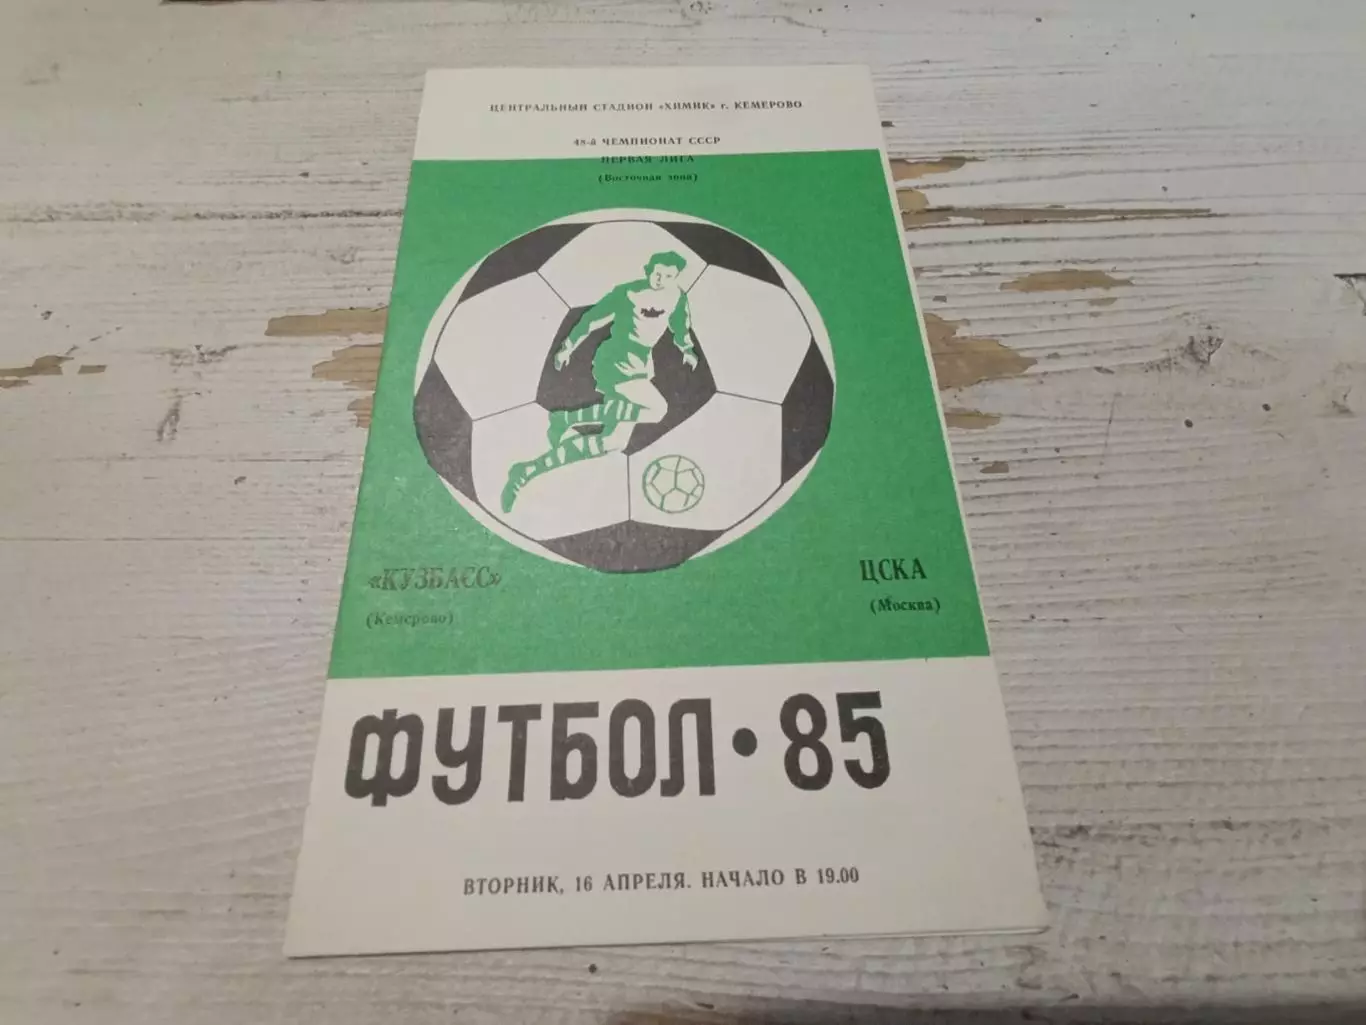 ЦЕНТРАЛЬНЫЙ СТАДИОН «ХИМИК» г. КЕМЕРОВО
48-й ЧЕМПИОНАТ СССР
ПЕРВАЯ ЛИГА
(Восточная зона)
«КУЗБАСС»
(Кемерово)
ЦСКА
(Москва)
ФУТБОЛ • 85
ВТОРНИК, 16 АПРЕЛЯ. НАЧАЛО В 19.00